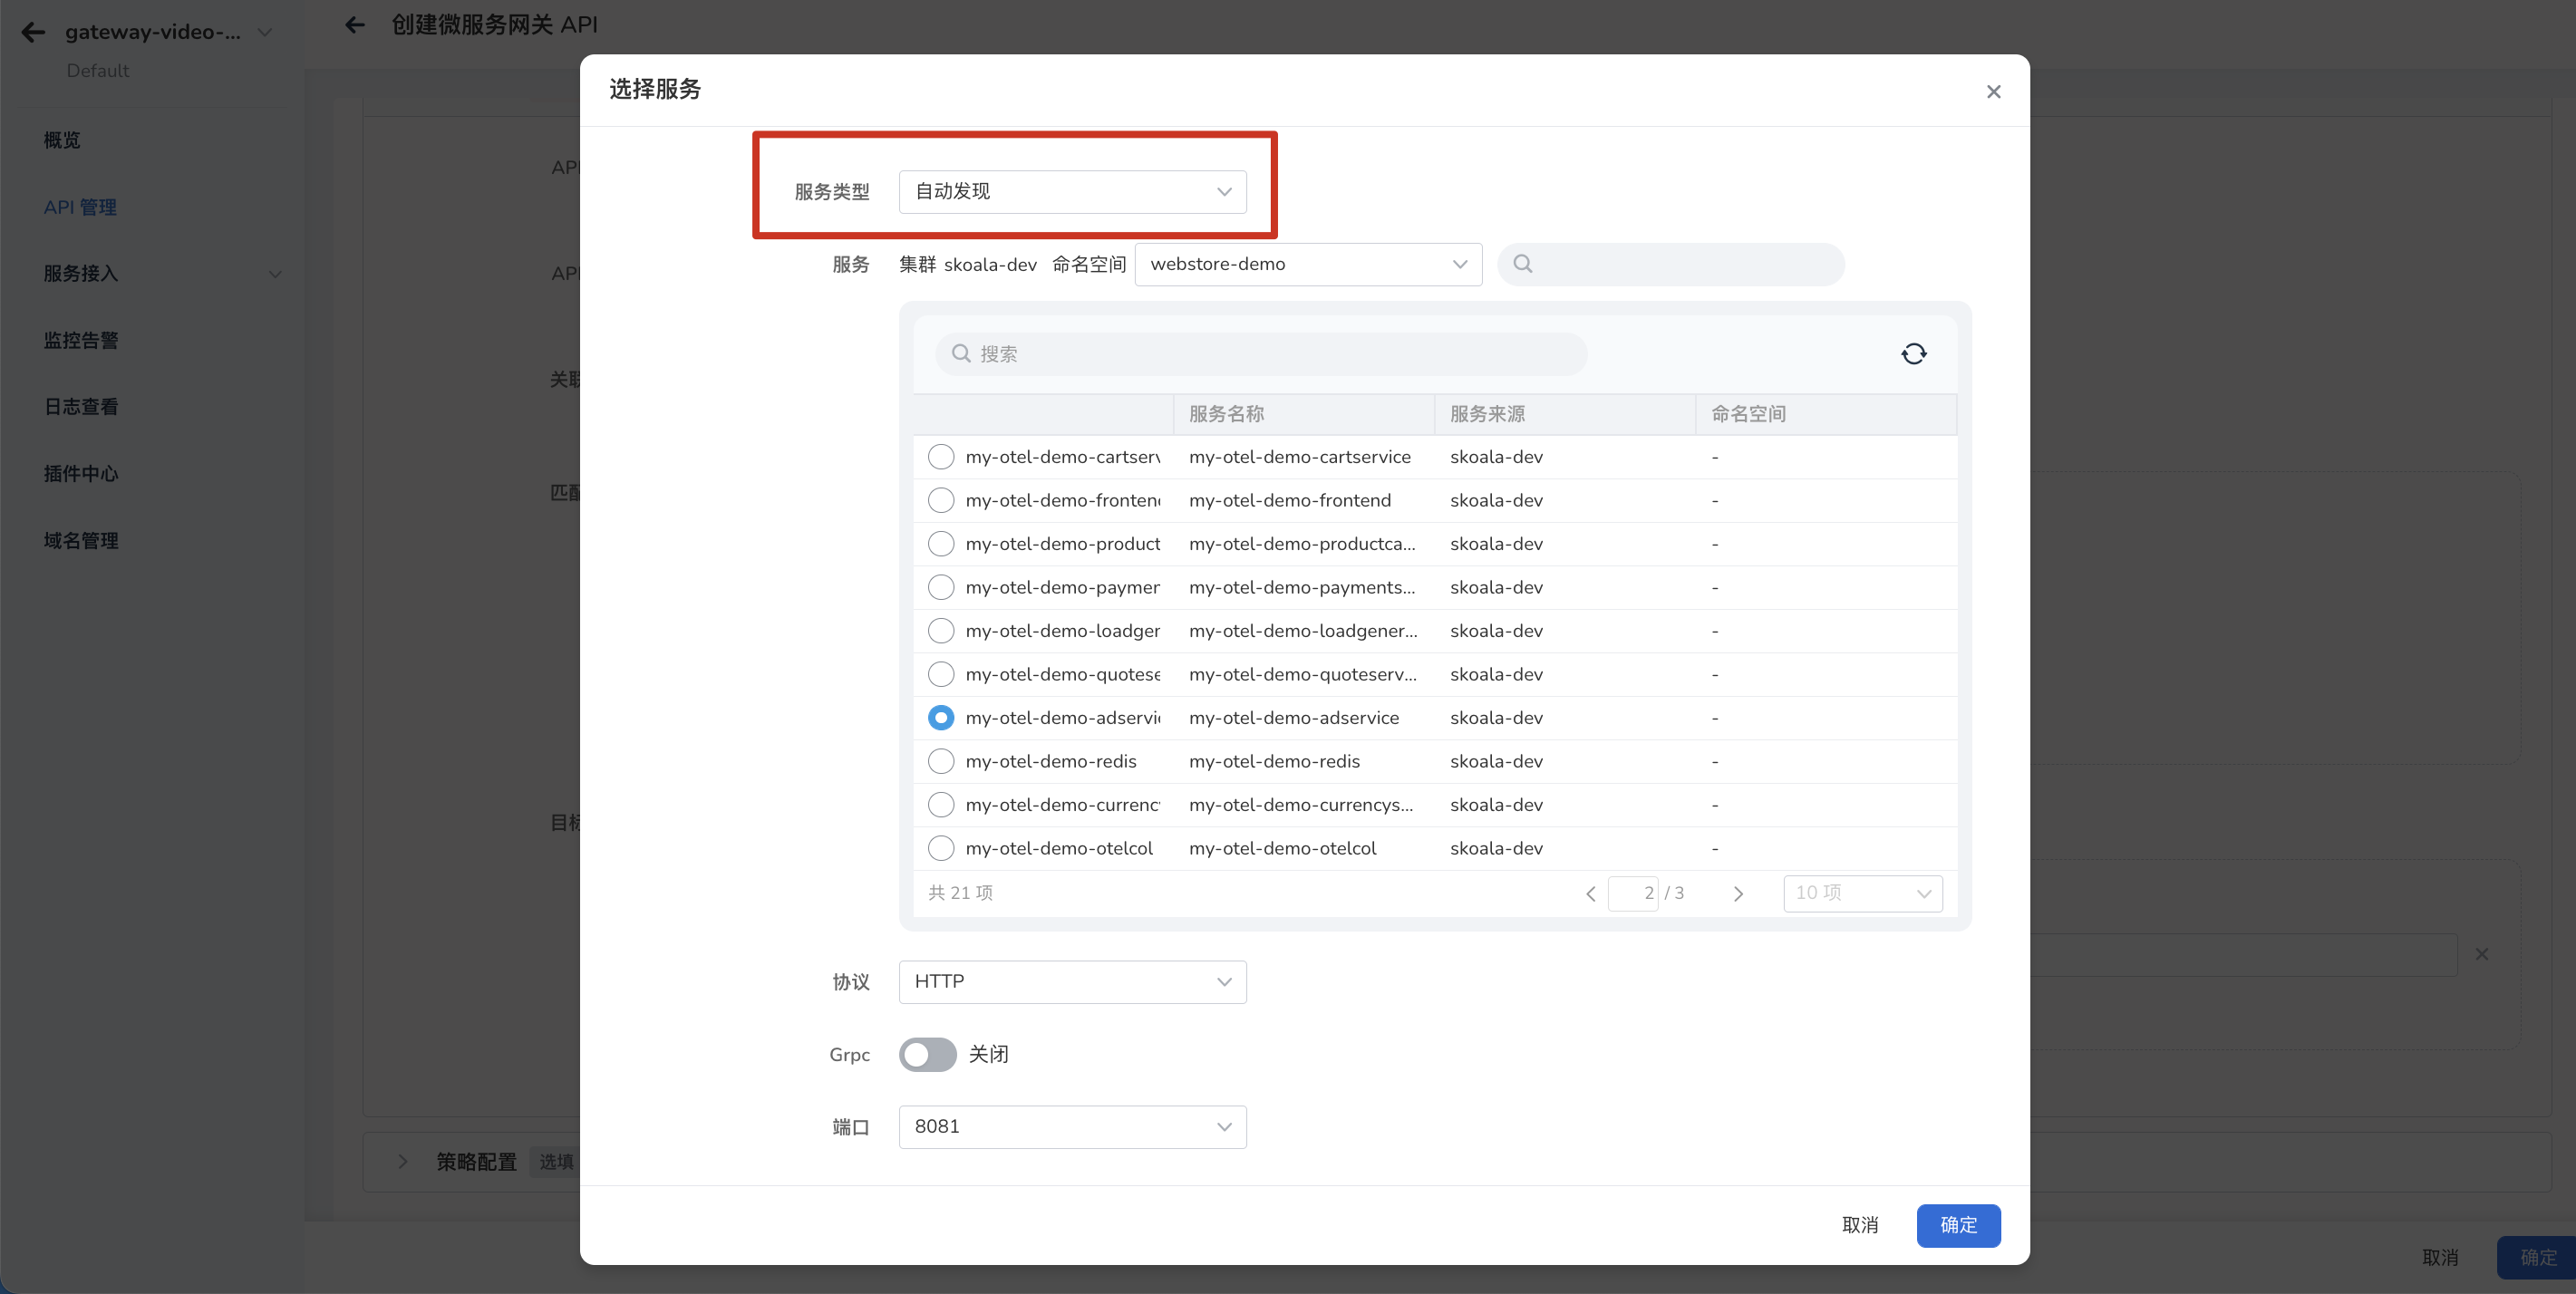 gateway-video-...
Default
概览
API 管理
服务接入
监控告警
日志查看
插件中心
域名管理
创建微服务网关 API
API
API
关联
匹配
目标
策略配置 选填
取消 确定
选择服务
服务类型 自动发现
服务 集群 skoala-dev 命名空间 webstore-demo
搜索
服务名称 服务来源 命名空间
my-otel-demo-cartserv my-otel-demo-cartservice skoala-dev -
my-otel-demo-fronten my-otel-demo-frontend skoala-dev -
my-otel-demo-product my-otel-demo-productca... skoala-dev -
my-otel-demo-paymen my-otel-demo-payments... skoala-dev -
my-otel-demo-loadger my-otel-demo-loadgener... skoala-dev -
my-otel-demo-quotese my-otel-demo-quoteserv... skoala-dev -
my-otel-demo-adservi my-otel-demo-adservice skoala-dev -
my-otel-demo-redis my-otel-demo-redis skoala-dev -
my-otel-demo-currenc my-otel-demo-currencys... skoala-dev -
my-otel-demo-otelcol my-otel-demo-otelcol skoala-dev -
共 21 项 2 / 3 10 项
协议 HTTP
Grpc 关闭
端口 8081
取消 确定